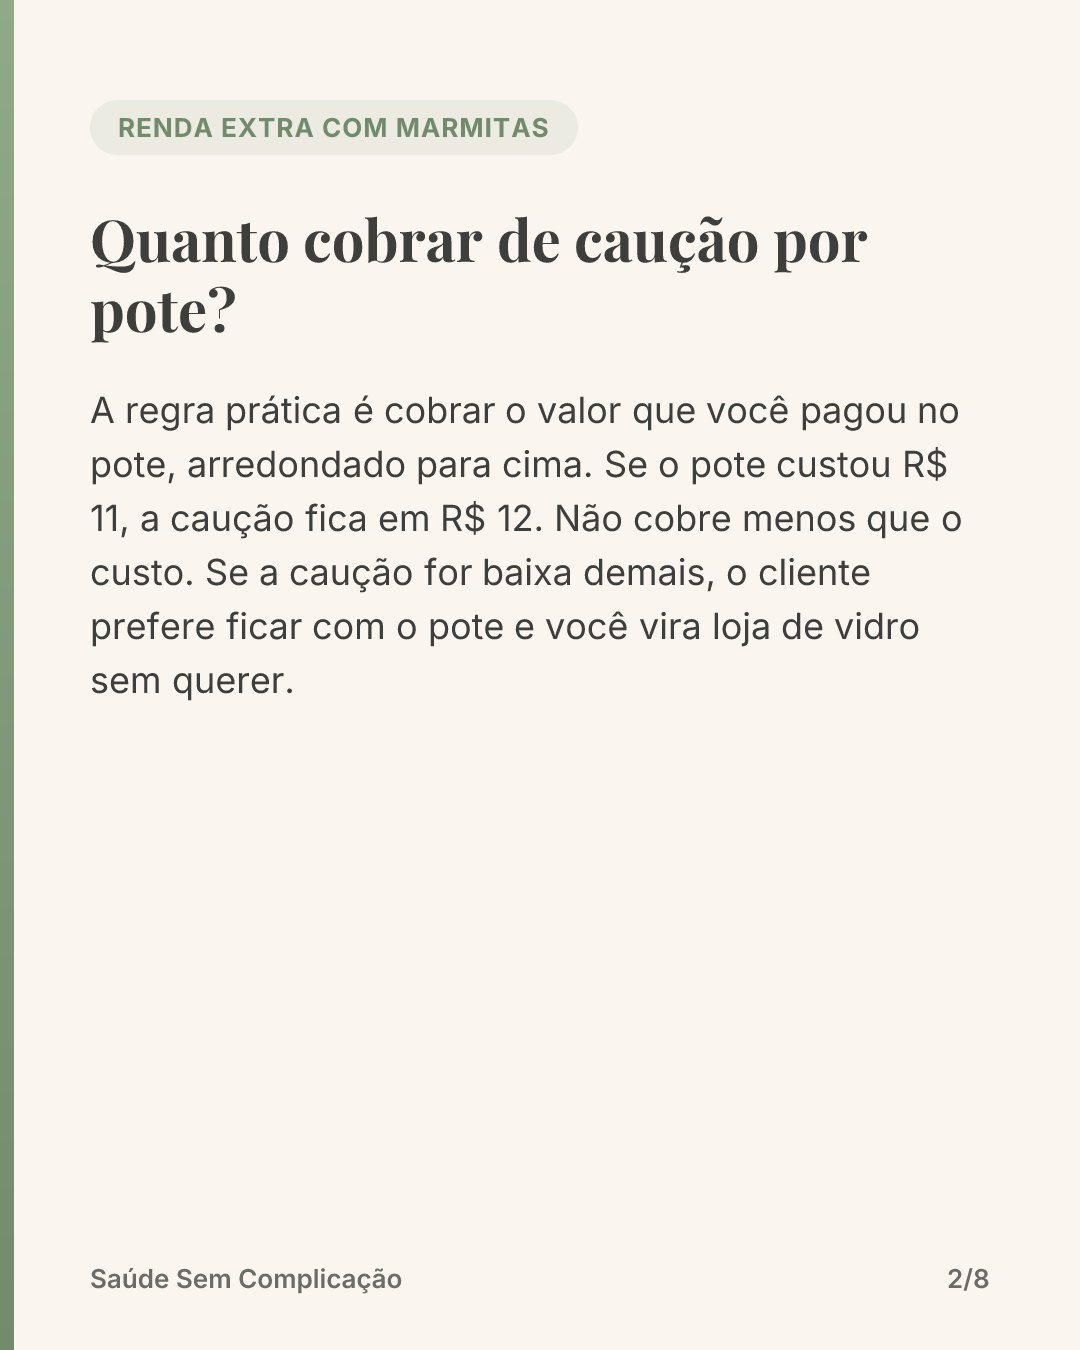 RENDA EXTRA COM MARMITAS
Quanto cobrar de caução por
pote?
A regra prática é cobrar o valor que você pagou no
pote, arredondado para cima. Se o pote custou R$
11, a caução fica em R$ 12. Não cobre menos que o
custo. Se a caução for baixa demais, o cliente
prefere ficar com o pote e você vira loja de vidro
sem querer.
Saúde Sem Complicação
2/8